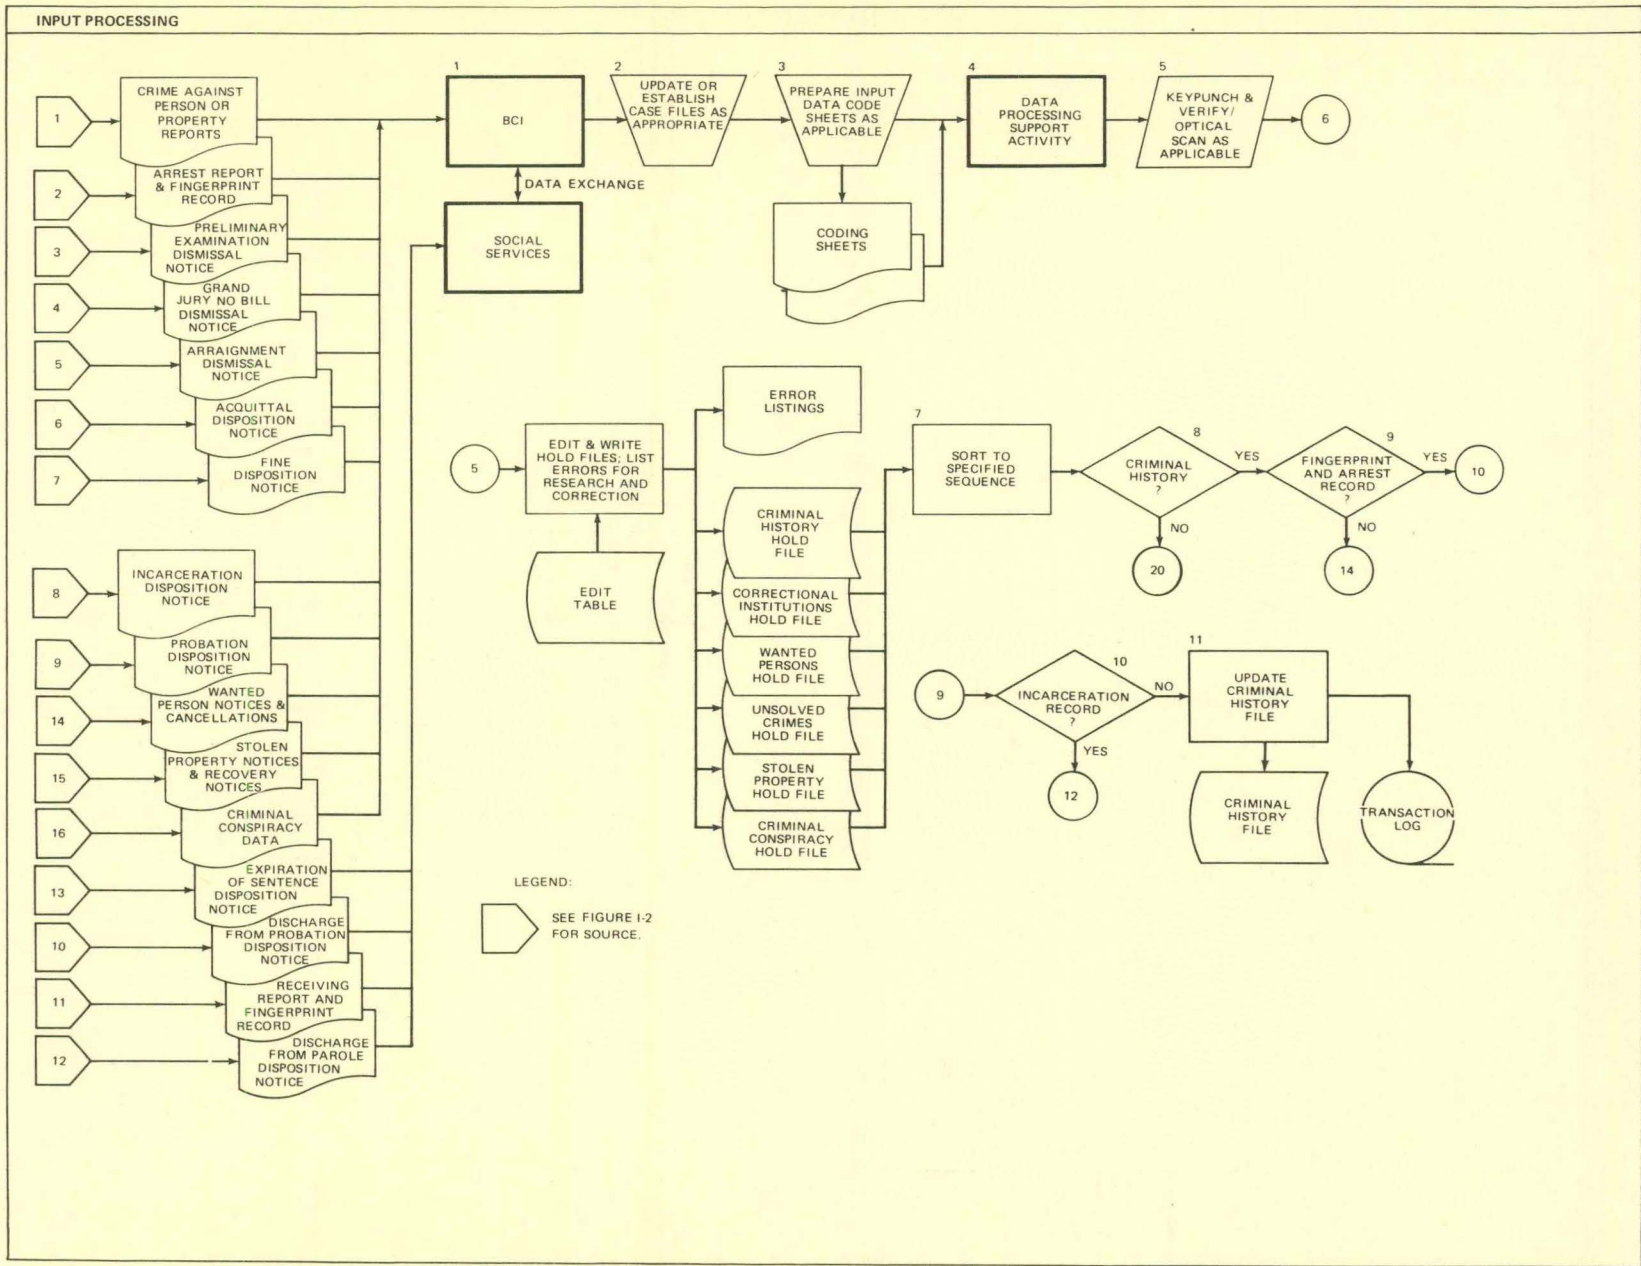 INPUT PROCESSING
1
CRIME AGAINST
PERSON OR
PROPERTY
REPORTS
2
ARREST REPORT
& FINGERPRINT
RECORD
3
PRELIMINARY
EXAMINATION
DISMISSAL
NOTICE
4
GRAND
JURY NO BILL
DISMISSAL
NOTICE
5
ARRAIGNMENT
DISMISSAL
NOTICE
6
ACQUITTAL
DISPOSITION
NOTICE
7
FINE
DISPOSITION
NOTICE
8
INCARCERATION
DISPOSITION
NOTICE
9
PROBATION
DISPOSITION
NOTICE
14
WANTED
PERSON NOTICES &
CANCELLATIONS
15
STOLEN
PROPERTY NOTICES
& RECOVERY
NOTICES
16
CRIMINAL
CONSPIRACY
DATA
13
EXPIRATION
OF SENTENCE
DISPOSITION
NOTICE
10
DISCHARGE
FROM PROBATION
DISPOSITION
NOTICE
11
RECEIVING
REPORT AND
FINGERPRINT
RECORD
12
DISCHARGE
FROM PAROLE
DISPOSITION
NOTICE
1
BCI
DATA EXCHANGE
SOCIAL
SERVICES
2
UPDATE OR
ESTABLISH
CASE FILES AS
APPROPRIATE
3
PREPARE INPUT
DATA CODE
SHEETS AS
APPLICABLE
CODING
SHEETS
4
DATA
PROCESSING
SUPPORT
ACTIVITY
5
KEYPUNCH &
VERIFY/
OPTICAL
SCAN AS
APPLICABLE
6
5
EDIT & WRITE
HOLD FILES; LIST
ERRORS FOR
RESEARCH AND
CORRECTION
EDIT
TABLE
ERROR
LISTINGS
CRIMINAL
HISTORY
HOLD
FILE
CORRECTIONAL
INSTITUTIONS
HOLD FILE
WANTED
PERSONS
HOLD FILE
UNSOLVED
CRIMES
HOLD FILE
STOLEN
PROPERTY
HOLD FILE
CRIMINAL
CONSPIRACY
HOLD FILE
7
SORT TO
SPECIFIED
SEQUENCE
8
CRIMINAL
HISTORY
?
YES
NO
20
9
FINGERPRINT
AND ARREST
RECORD
?
YES
10
NO
14
9
10
INCARCERATION
RECORD
?
NO
YES
12
11
UPDATE
CRIMINAL
HISTORY
FILE
CRIMINAL
HISTORY
FILE
TRANSACTION
LOG
LEGEND:
SEE FIGURE I-2
FOR SOURCE.